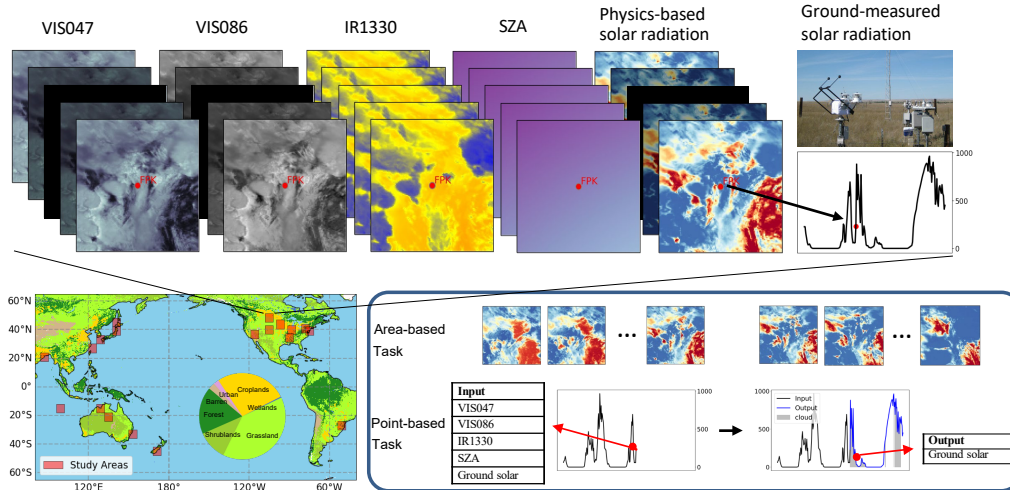 VIS047
VIS086
IR1330
SZA
Physics-based
solar radiation
Ground-measured
solar radiation
FPK
FPK
FPK
FPK
FPK
1000
500
0
60°N
40°N
20°N
0°
20°S
40°S
60°S
120°E
180°
120°W
60°W
Croplands
Urban
Barren
Wetlands
Forest
Shrublands
Grassland
Study Areas
Area-based
Task
...
...
Point-based
Task
Input
VIS047
VIS086
IR1330
SZA
Ground solar
1000
500
0
1000
500
0
Input
Output
cloud
Output
Ground solar